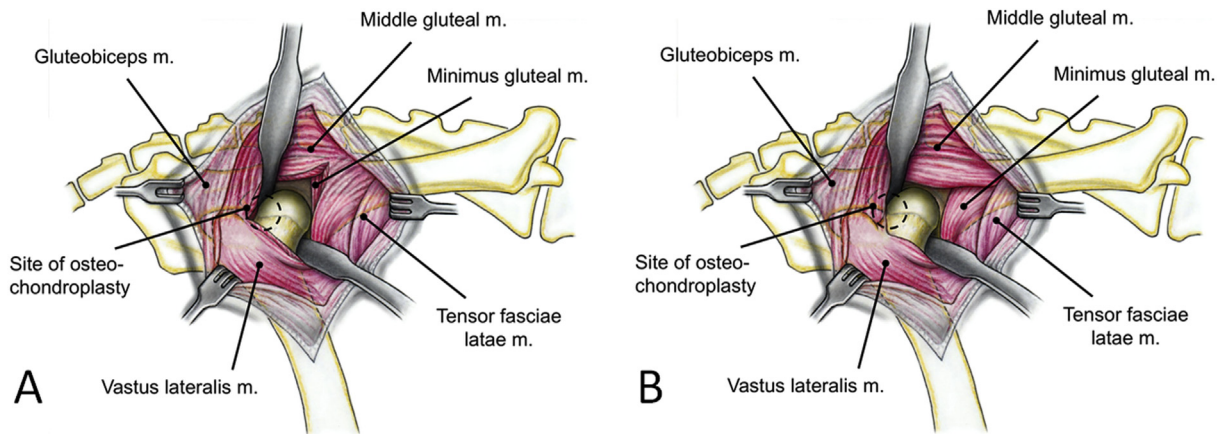 Middle gluteal m.
Gluteobiceps m.
Minimus gluteal m.
Site of osteo-
chondroplasty
Tensor fasciae
latae m.
Vastus lateralis m.
A
Middle gluteal m.
Gluteobiceps m.
Minimus gluteal m.
Site of osteo-
chondroplasty
Tensor fasciae
latae m.
Vastus lateralis m.
B